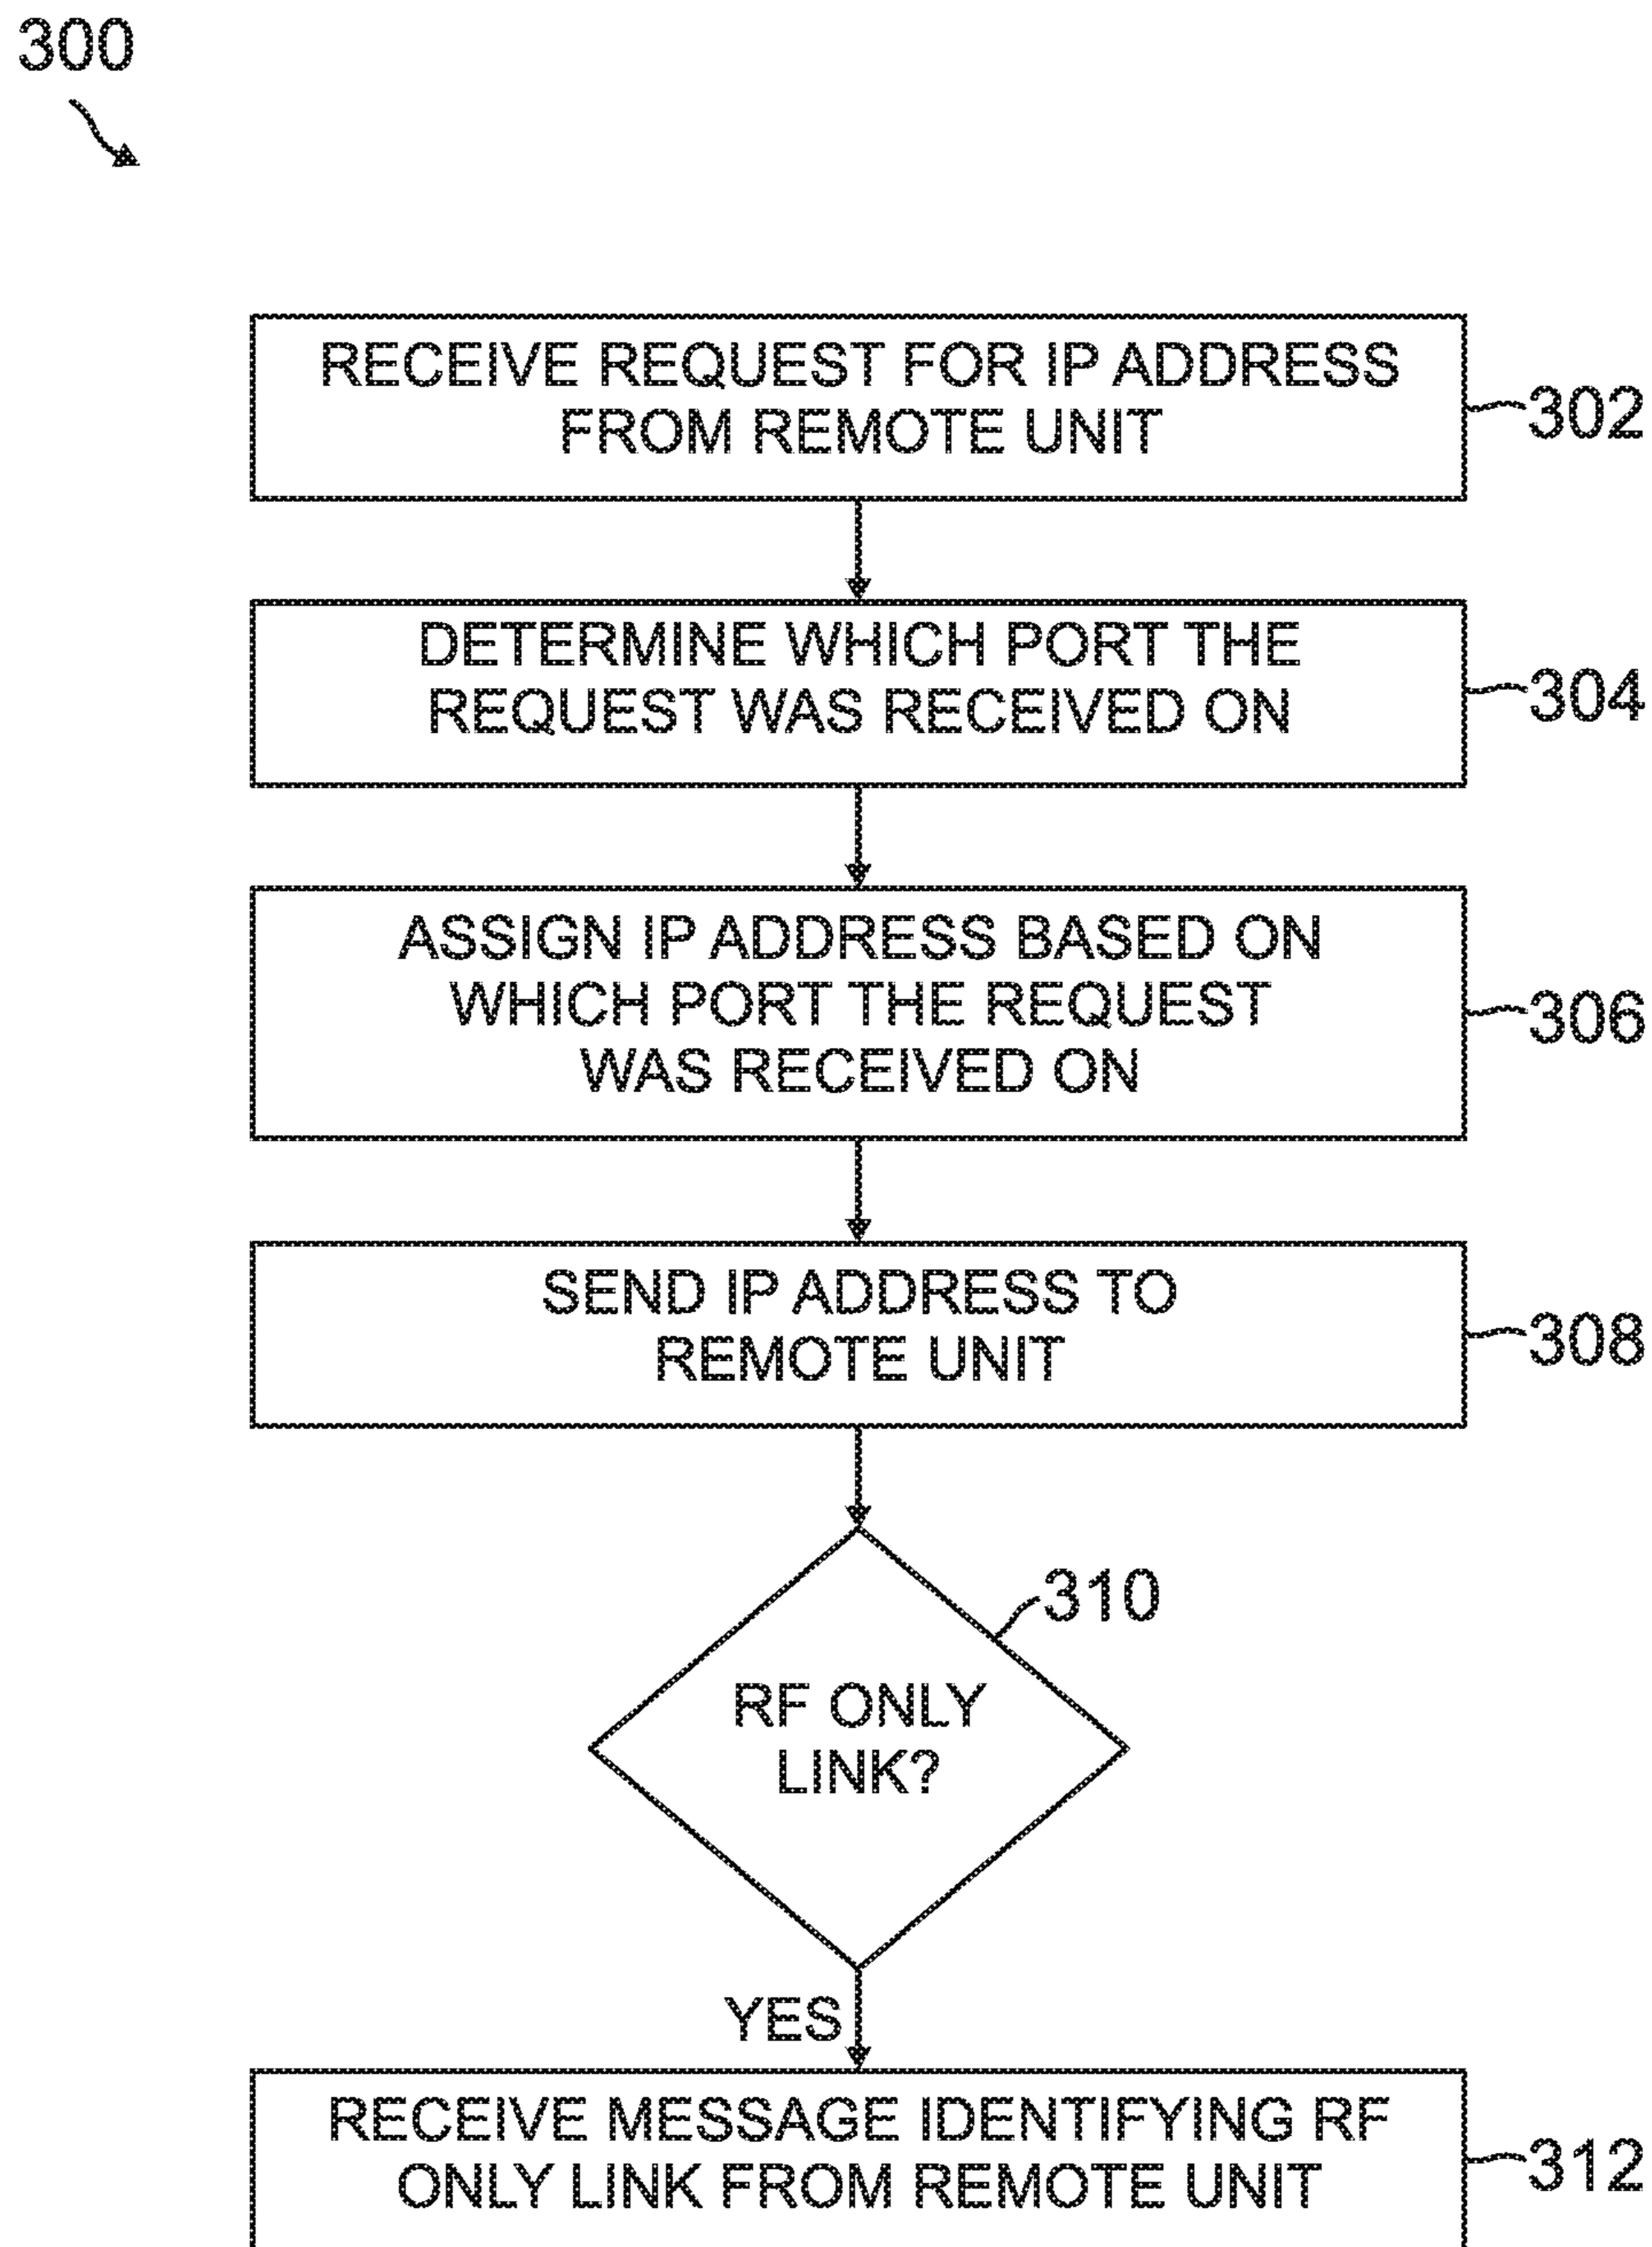 300
RECEIVE REQUEST FOR IP ADDRESS
FROM REMOTE UNIT
302
DETERMINE WHICH PORT THE
REQUEST WAS RECEIVED ON
304
ASSIGN IP ADDRESS BASED ON
WHICH PORT THE REQUEST
WAS RECEIVED ON
306
SEND IP ADDRESS TO
REMOTE UNIT
308
310
RF ONLY
LINK?
YES
RECEIVE MESSAGE IDENTIFYING RF
ONLY LINK FROM REMOTE UNIT
312